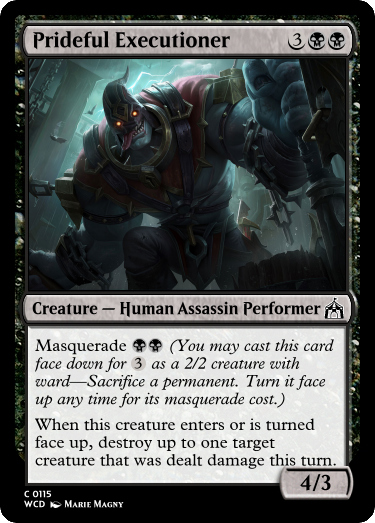 Prideful Executioner 3
Creature — Human Assassin Performer
Masquerade (You may cast this card
face down for 3 as a 2/2 creature with
ward—Sacrifice a permanent. Turn it face
up any time for its masquerade cost.)
When this creature enters or is turned
face up, destroy up to one target
creature that was dealt damage this turn.
4/3
C 0115
WCD Marie Magny